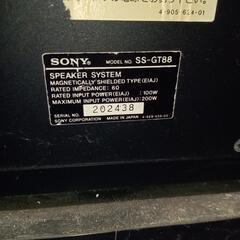 4-905-624-01
SONY® MODEL NO. SS-GT88
SPEAKER SYSTEM
MAGNETICALLY SHIELDED TYPE(EIAJ)
RATED IMPEDANCE: 6Ω
RATED INPUT POWER(EIAJ) :100W
MAXIMUM INPUT POWER(EIAJ):200W
SERIAL NO. 202438
SONY CORPORATION MADE IN JAPAN